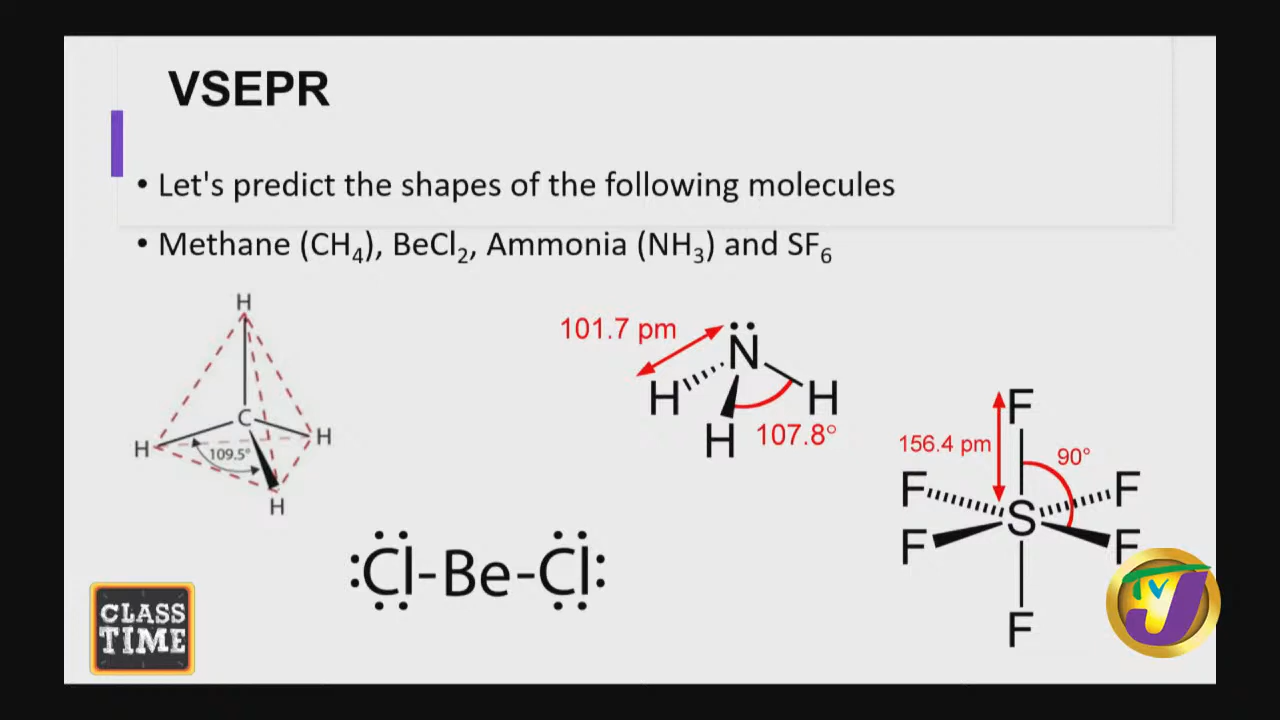 VSEPR
• Let's predict the shapes of the following molecules
• Methane (CH₄), BeCl₂, Ammonia (NH₃) and SF₆
H
C
H
H
109.5°
H
101.7 pm
N
H
H
H
107.8°
F
156.4 pm
90°
F
F
S
F
F
F
:Cl-Be-Cl:
CLASS
TIME
TVJ